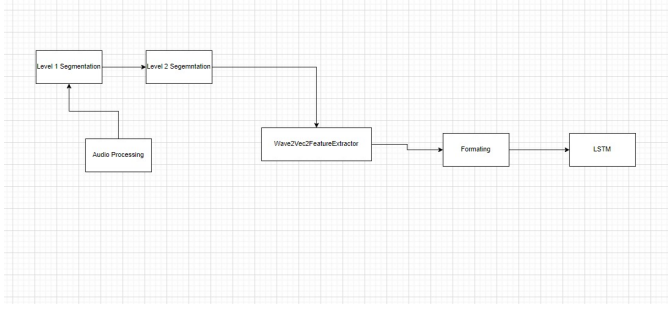 Level 1 Segmentation
Level 2 Segemntation
Audio Processing
Wave2Vec2FeatureExtractor
Formating
LSTM